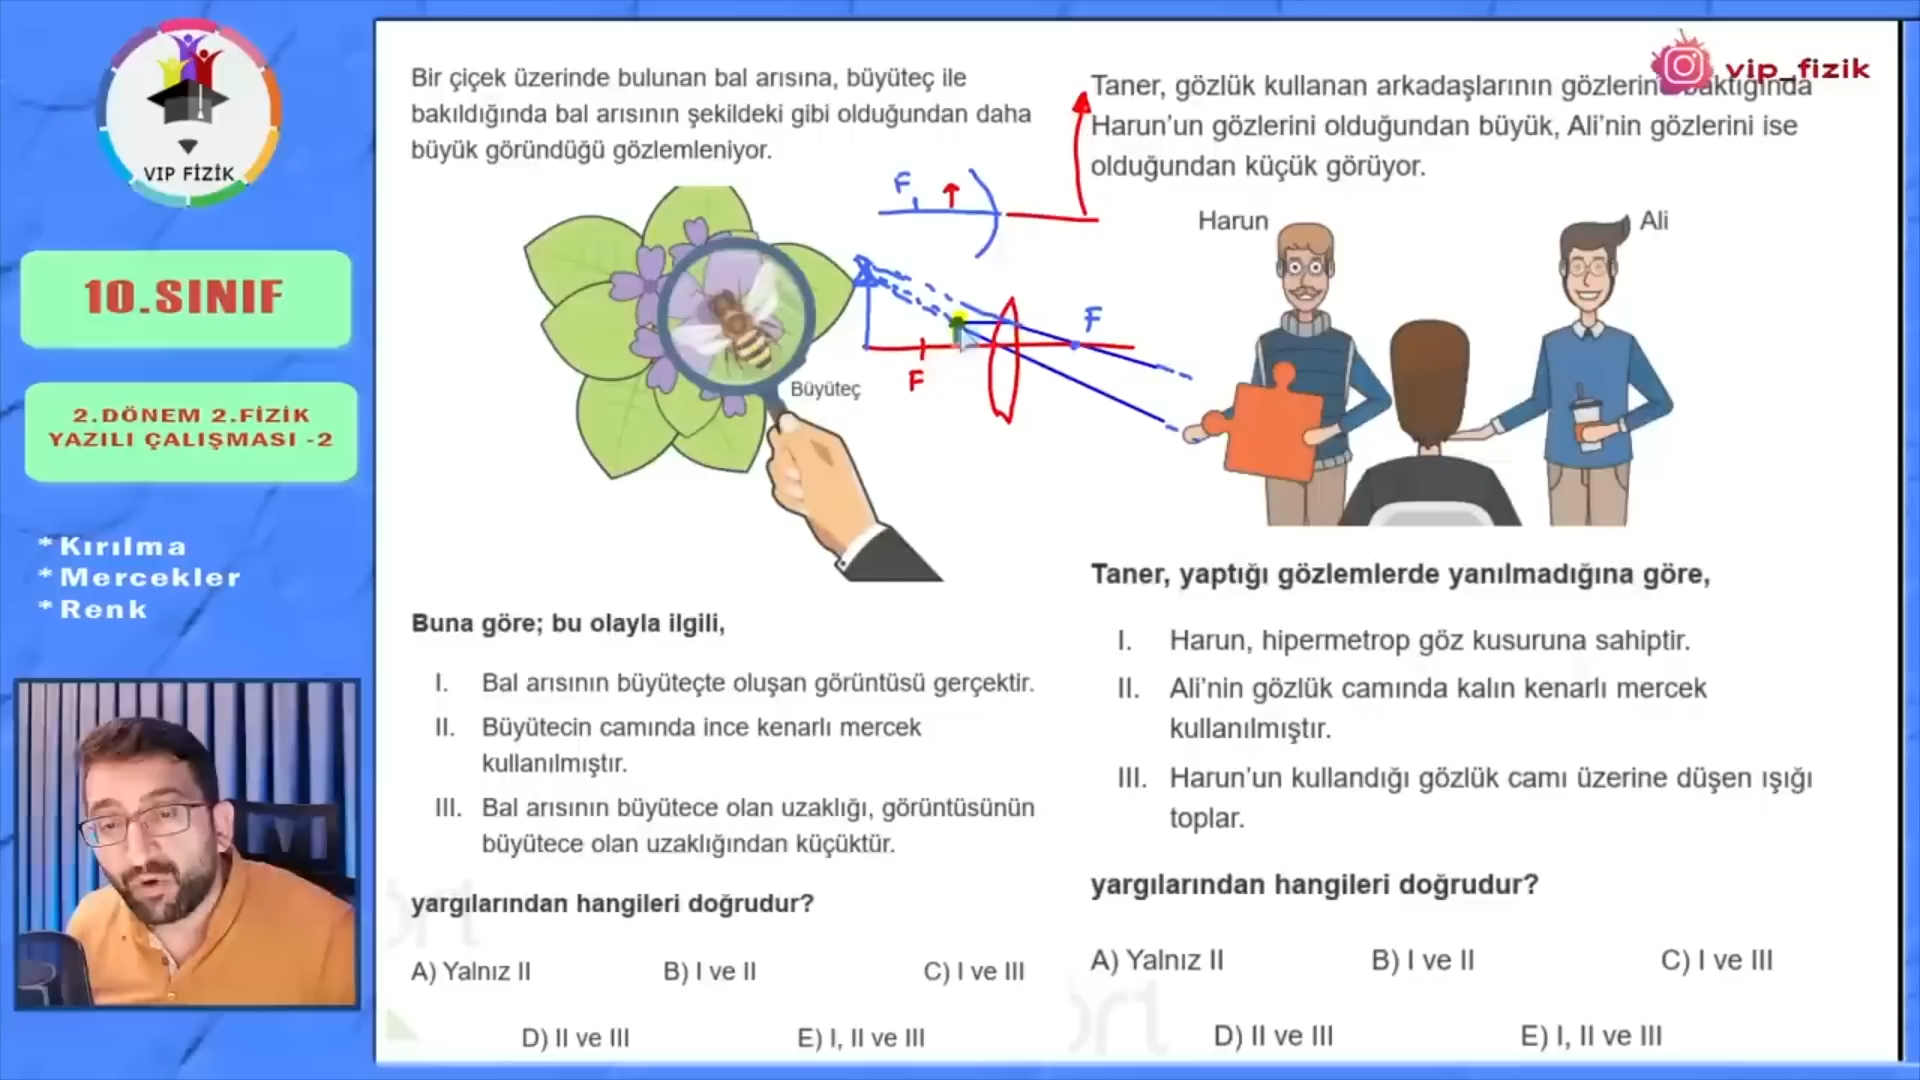 VIP FİZİK
10.SINIF
2.DÖNEM 2.FİZİK
YAZILI ÇALIŞMASI -2
* Kırılma
* Mercekler
* Renk
Bir çiçek üzerinde bulunan bal arısına, büyüteç ile
bakıldığında bal arısının şekildeki gibi olduğundan daha
büyük göründüğü gözlemleniyor.
F
F
F
Büyüteç
Buna göre; bu olayla ilgili,
I. Bal arısının büyüteçte oluşan görüntüsü gerçektir.
II. Büyütecin camında ince kenarlı mercek
kullanılmıştır.
III. Bal arısının büyütece olan uzaklığı, görüntüsünün
büyütece olan uzaklığından küçüktür.
yargılarından hangileri doğrudur?
A) Yalnız II B) I ve II C) I ve III
D) II ve III E) I, II ve III
vip_fizik
Taner, gözlük kullanan arkadaşlarının gözlerine baktığında
Harun’un gözlerini olduğundan büyük, Ali’nin gözlerini ise
olduğundan küçük görüyor.
Harun Ali
Taner, yaptığı gözlemlerde yanılmadığına göre,
I. Harun, hipermetrop göz kusuruna sahiptir.
II. Ali’nin gözlük camında kalın kenarlı mercek
kullanılmıştır.
III. Harun’un kullandığı gözlük camı üzerine düşen ışığı
toplar.
yargılarından hangileri doğrudur?
A) Yalnız II B) I ve II C) I ve III
D) II ve III E) I, II ve III